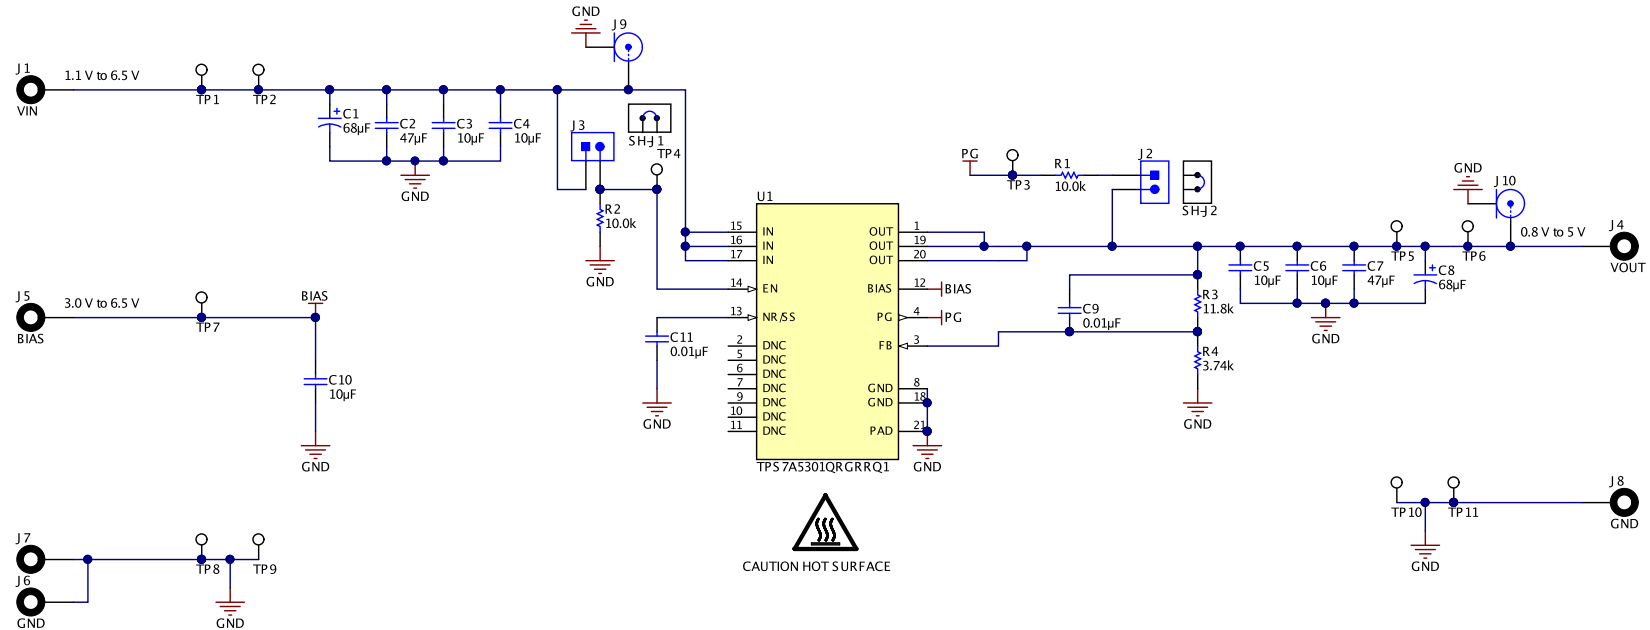 GND
J9
J1
1.1 V to 6.5 V
VIN
TP1
TP2
C1
68µF
C2
47µF
C3
10µF
C4
10µF
GND
J3
SH-J1
TP4
R2
10.0k
GND
PG
TP3
R1
10.0k
J2
SH-J2
GND
J10
0.8 V to 5 V
J4
VOUT
TP5
TP6
U1
15
IN
16
IN
17
IN
14
EN
13
NR/SS
2
DNC
5
DNC
6
DNC
7
DNC
9
DNC
10
DNC
11
DNC
OUT
1
OUT
19
OUT
20
BIAS
12
BIAS
PG
4
PG
FB
3
GND
8
GND
18
PAD
21
GND
TPS7A5301QRGRRQ1
C5
10µF
C6
10µF
C7
47µF
C8
68µF
GND
C9
0.01µF
R3
11.8k
R4
3.74k
GND
J5
3.0 V to 6.5 V
BIAS
TP7
BIAS
C10
10µF
GND
C11
0.01µF
GND
CAUTION HOT SURFACE
J7
J6
GND
TP8
TP9
GND
TP10
TP11
J8
GND
GND